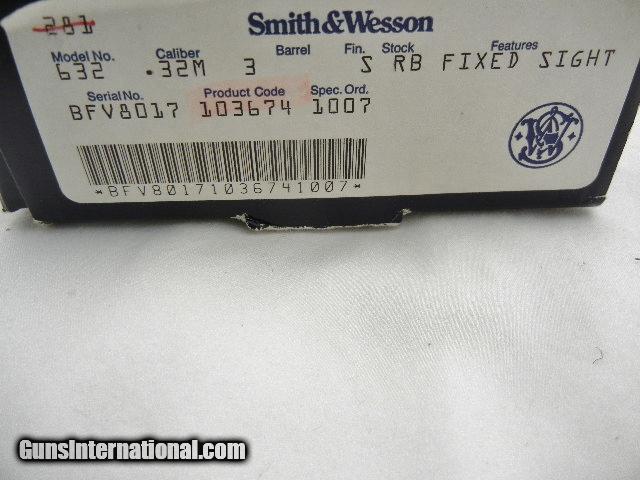 281
Smith & Wesson
Model No. Caliber Barrel Fin. Stock Features
632 .32M 3 S RB FIXED SIGHT
Serial No. Product Code Spec. Ord.
BFV8017 103674 1007
*BFV80171036741007*
GunsInternational.com